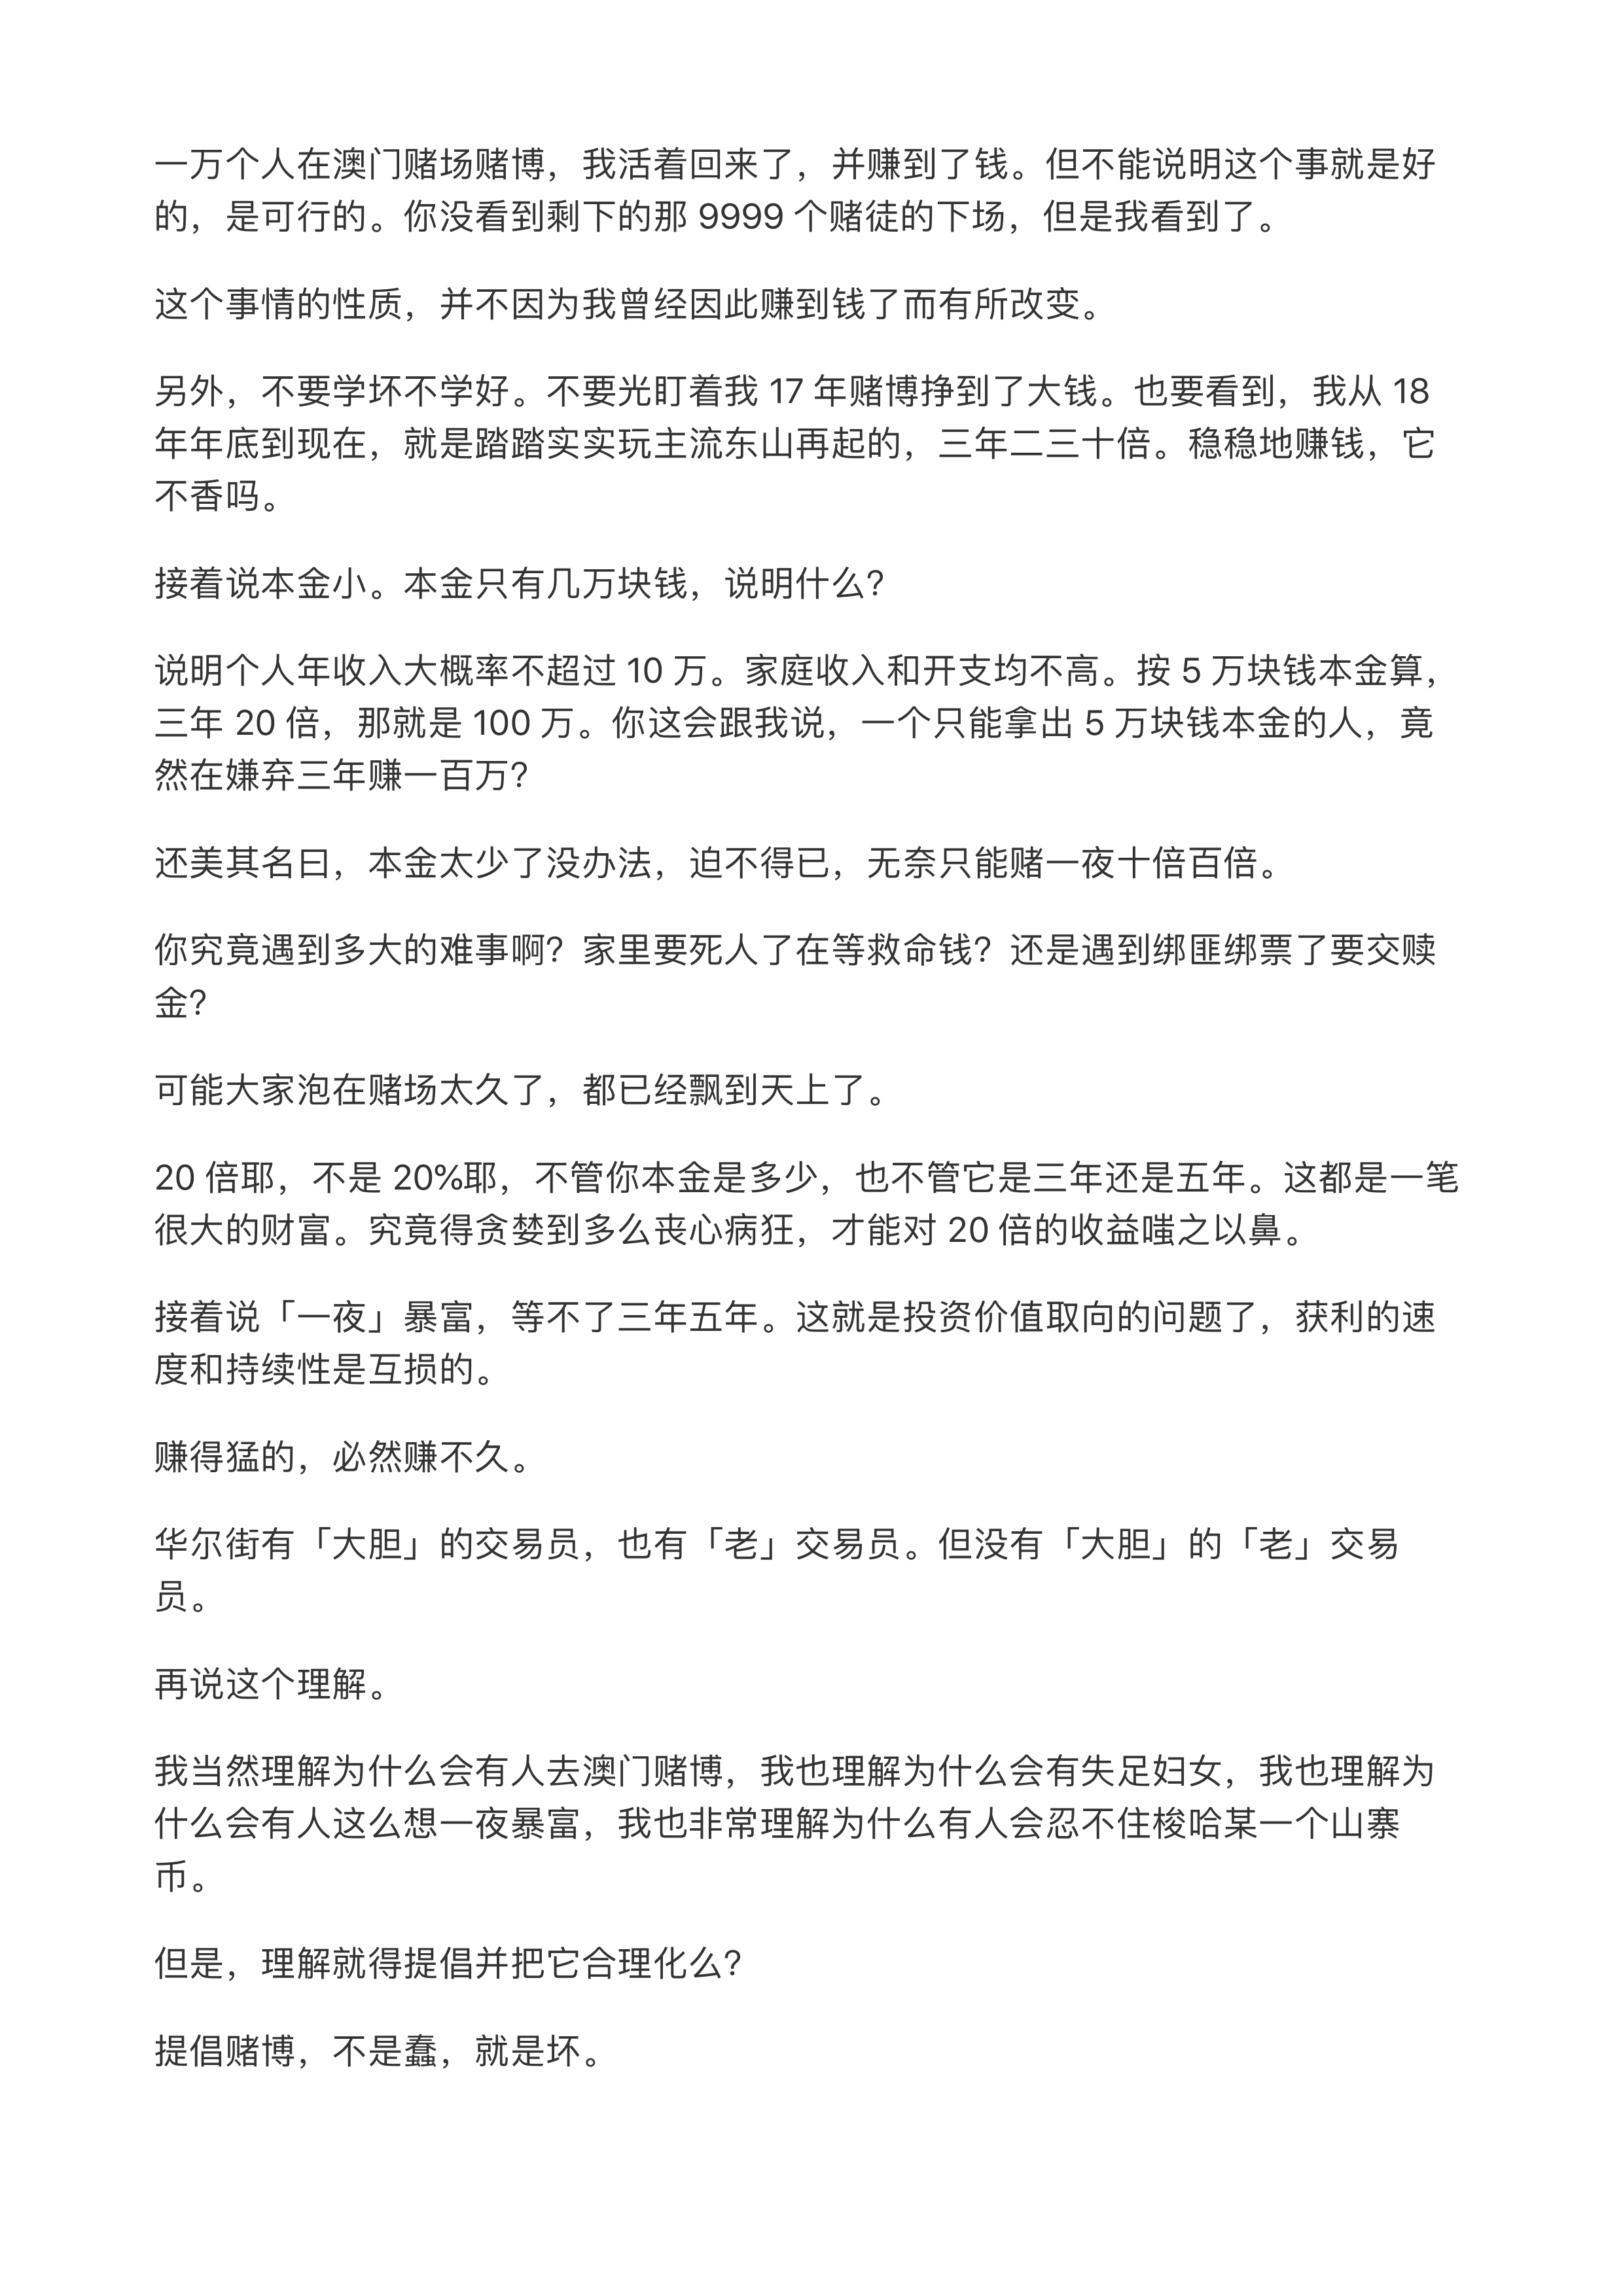 一万个人在澳门赌场赌博，我活着回来了，并赚到了钱。但不能说明这个事就是好
的，是可行的。你没看到剩下的那 9999 个赌徒的下场，但是我看到了。
这个事情的性质，并不因为我曾经因此赚到钱了而有所改变。
另外，不要学坏不学好。不要光盯着我 17 年赌博挣到了大钱。也要看到，我从 18
年年底到现在，就是踏踏实实玩主流东山再起的，三年二三十倍。稳稳地赚钱，它
不香吗。
接着说本金小。本金只有几万块钱，说明什么？
说明个人年收入大概率不超过 10 万。家庭收入和开支均不高。按 5 万块钱本金算，
三年 20 倍，那就是 100 万。你这会跟我说，一个只能拿出 5 万块钱本金的人，竟
然在嫌弃三年赚一百万？
还美其名曰，本金太少了没办法，迫不得已，无奈只能赌一夜十倍百倍。
你究竟遇到多大的难事啊？家里要死人了在等救命钱？还是遇到绑匪绑票了要交赎
金？
可能大家泡在赌场太久了，都已经飘到天上了。
20 倍耶，不是 20%耶，不管你本金是多少，也不管它是三年还是五年。这都是一笔
很大的财富。究竟得贪婪到多么丧心病狂，才能对 20 倍的收益嗤之以鼻。
接着说「一夜」暴富，等不了三年五年。这就是投资价值取向的问题了，获利的速
度和持续性是互损的。
赚得猛的，必然赚不久。
华尔街有「大胆」的交易员，也有「老」交易员。但没有「大胆」的「老」交易
员。
再说这个理解。
我当然理解为什么会有人去澳门赌博，我也理解为什么会有失足妇女，我也理解为
什么会有人这么想一夜暴富，我也非常理解为什么有人会忍不住梭哈某一个山寨
币。
但是，理解就得提倡并把它合理化么？
提倡赌博，不是蠢，就是坏。